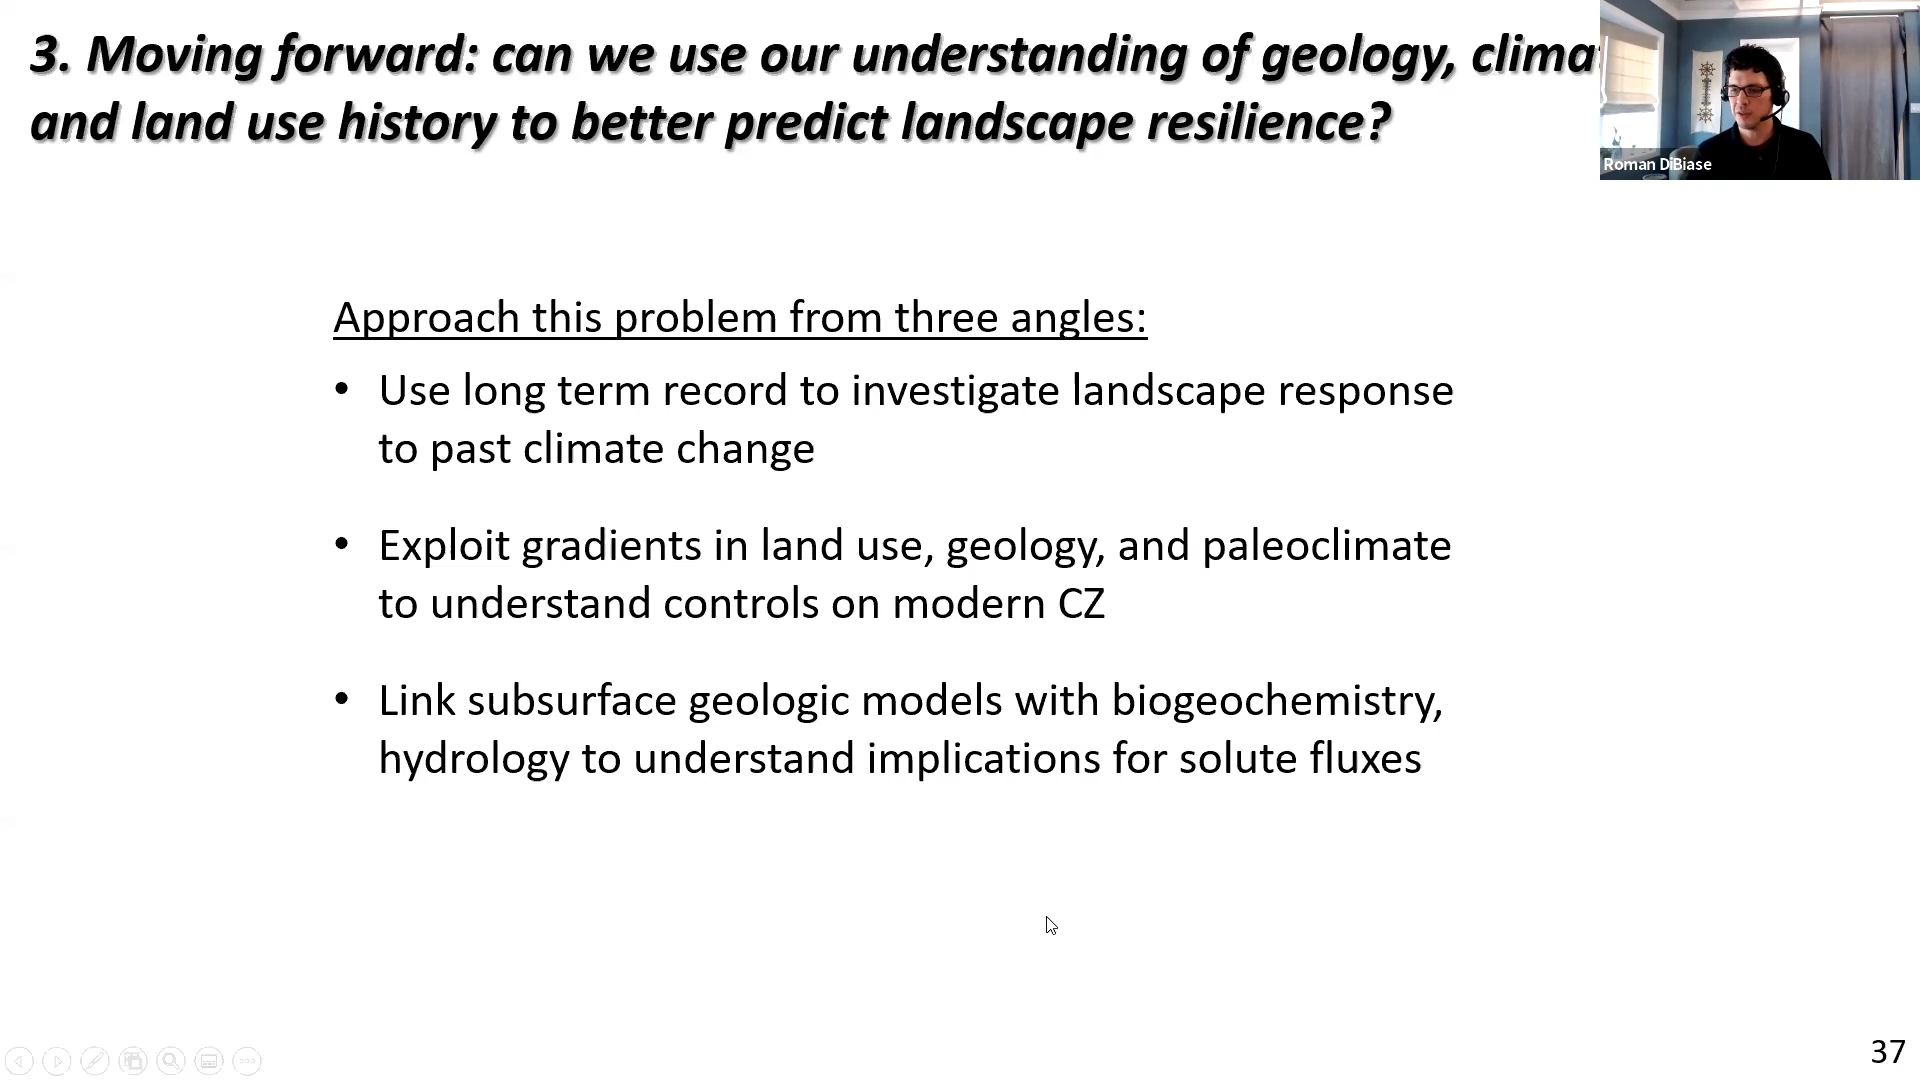 3. Moving forward: can we use our understanding of geology,
and land use history to better predict landscape resilience?
Roman DiBiase
Approach this problem from three angles:
• Use long term record to investigate landscape response
to past climate change
• Exploit gradients in land use, geology, and paleoclimate
to understand controls on modern CZ
• Link subsurface geologic models with biogeochemistry,
hydrology to understand implications for solute fluxes
37